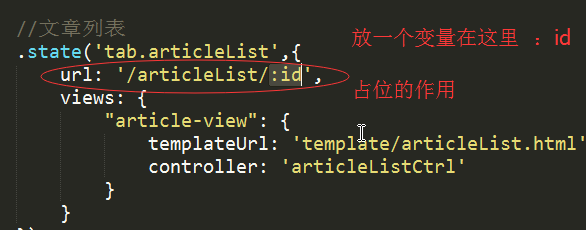 //文章列表
.state('tab.articleList',{
放一个变量在这里 ：id
url: '/articleList/:id',
占位的作用
views: {
"article-view": {
templateUrl: 'template/articleList.html'
controller: 'articleListCtrl'
}
}